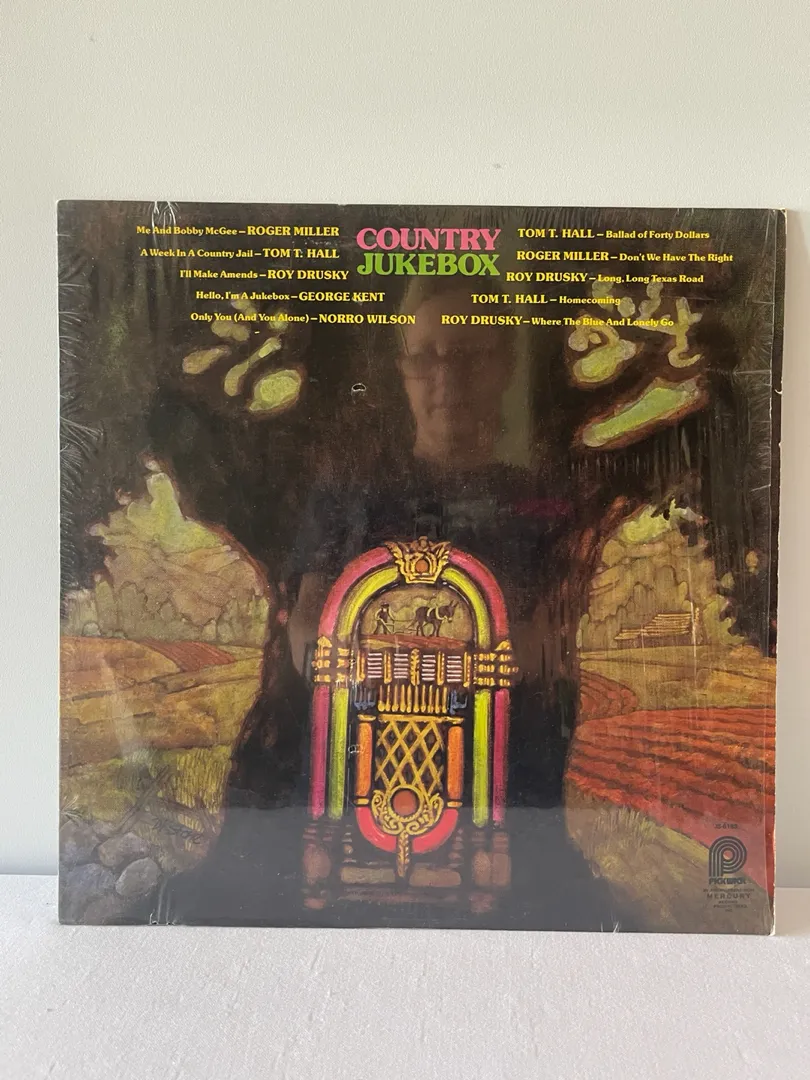 COUNTRY
JUKEBOX
Me And Bobby McGee – ROGER MILLER
A Week In A Country Jail – TOM T. HALL
I'll Make Amends – ROY DRUSKY
Hello, I'm A Jukebox – GEORGE KENT
Only You (And You Alone) – NORRO WILSON
TOM T. HALL – Ballad of Forty Dollars
ROGER MILLER – Don't We Have The Right
ROY DRUSKY – Long, Long Texas Road
TOM T. HALL – Homecoming
ROY DRUSKY – Where The Blue And Lonely Go
PICKWICK
MERCURY